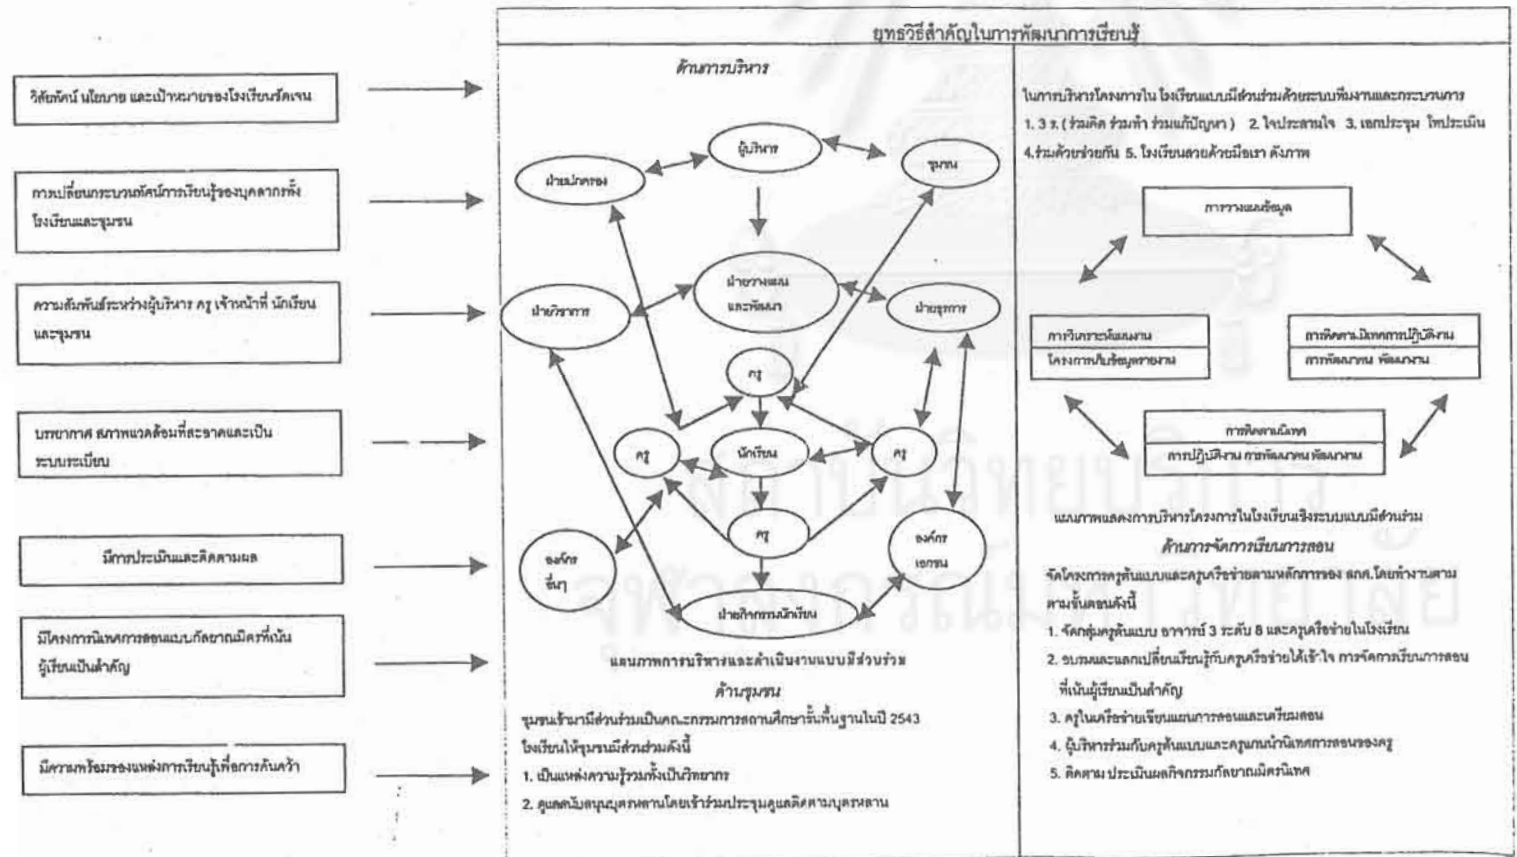 ยุทธวิธีสำคัญในการพัฒนาการเรียนรู้
วิสัยทัศน์ นโยบาย และเป้าหมายของโรงเรียนชัดเจน
การเปลี่ยนกระบวนทัศน์การเรียนรู้ของบุคลากรทั้ง
โรงเรียนและชุมชน
ความสัมพันธ์ระหว่างผู้บริหาร ครู เจ้าหน้าที่ นักเรียน
และชุมชน
บรรยากาศ สภาพแวดล้อมที่สะอาดและเป็น
ระบบระเบียบ
มีการประเมินและติดตามผล
มีโครงการนิเทศการสอนแบบกัลยาณมิตรที่เน้น
ผู้เรียนเป็นสำคัญ
มีความพร้อมของแหล่งการเรียนรู้เพื่อการค้นคว้า
ด้านการบริหาร
ผู้บริหาร
ชุมชน
ฝ่ายปกครอง
ฝ่ายวางแผน
และพัฒนา
ฝ่ายวิชาการ
ฝ่ายธุรการ
ครู
ครู
นักเรียน
ครู
ครู
องค์กร
อื่นๆ
องค์กร
เอกชน
ฝ่ายกิจกรรมนักเรียน
แผนภาพการบริหารและดำเนินงานแบบมีส่วนร่วม
ด้านชุมชน
ชุมชนเข้ามามีส่วนร่วมเป็นคณะกรรมการสถานศึกษาขั้นพื้นฐานในปี 2543
โรงเรียนให้ชุมชนมีส่วนร่วมดังนี้
1. เป็นแหล่งความรู้รวมทั้งเป็นวิทยากร
2. ดูแลสนับสนุนบุตรหลานโดยเข้าร่วมประชุมดูแลติดตามบุตรหลาน
ในการบริหารโครงการใน โรงเรียนแบบมีส่วนร่วมด้วยระบบทีมงานและกระบวนการ
1. 3 ร. ( ร่วมคิด ร่วมทำ ร่วมแก้ปัญหา ) 2. ใจประสานใจ 3. เอกประชุม โทประเมิน
4.ร่วมด้วยช่วยกัน 5. โรงเรียนสวยด้วยมือเรา ดังภาพ
การวางแผนข้อมูล
การวิเคราะห์แผนงาน
โครงการเก็บข้อมูลรายงาน
การติดตามนิเทศการปฏิบัติงาน
การพัฒนาคน พัฒนางาน
การติดตามนิเทศ
การปฏิบัติงาน การพัฒนาคน พัฒนางาน
แผนภาพแสดงการบริหารโครงการในโรงเรียนเชิงระบบแบบมีส่วนร่วม
ด้านการจัดการเรียนการสอน
จัดโครงการครูต้นแบบและครูเครือข่ายตามหลักการของ สกศ.โดยทำงานตาม
ตามขั้นตอนดังนี้
1. จัดกลุ่มครูต้นแบบ อาจารย์ 3 ระดับ 8 และครูเครือข่ายในโรงเรียน
2. อบรมและแลกเปลี่ยนเรียนรู้กับครูเครือข่ายได้เข้าใจ การจัดการเรียนการสอน
ที่เน้นผู้เรียนเป็นสำคัญ
3. ครูในเครือข่ายเขียนแผนการสอนและเตรียมสอน
4. ผู้บริหารร่วมกับครูต้นแบบและครูแกนนำนิเทศการสอนของครู
5. ติดตาม ประเมินผลกิจกรรมกัลยาณมิตรนิเทศ
สถาบันวิทยบริการ
จุฬาลงกรณ์มหาวิทยาลัย